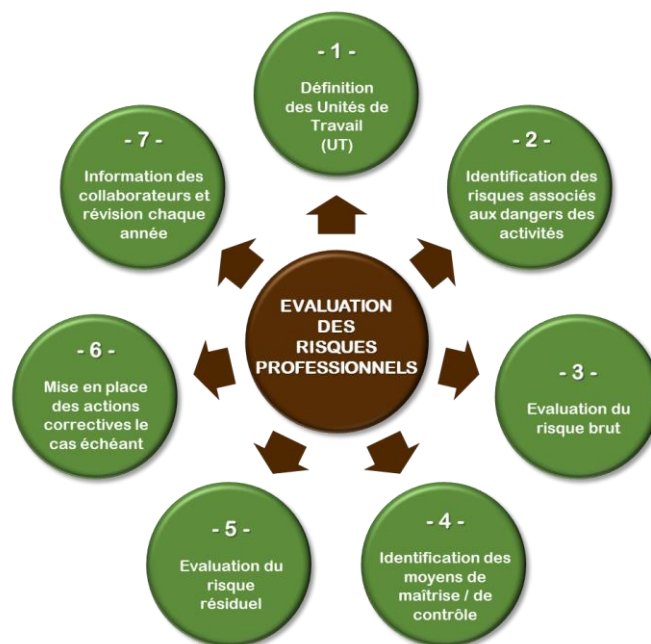 - 1 -
Définition
des Unités de
Travail
(UT)
- 2 -
Identification des
risques associés
aux dangers des
activités
- 3 -
Evaluation du
risque brut
- 4 -
Identification des
moyens de
maîtrise / de
contrôle
- 5 -
Evaluation du
risque
résiduel
- 6 -
Mise en place
des actions
correctives le
cas échéant
- 7 -
Information des
collaborateurs et
révision chaque
année
EVALUATION
DES
RISQUES
PROFESSIONNELS